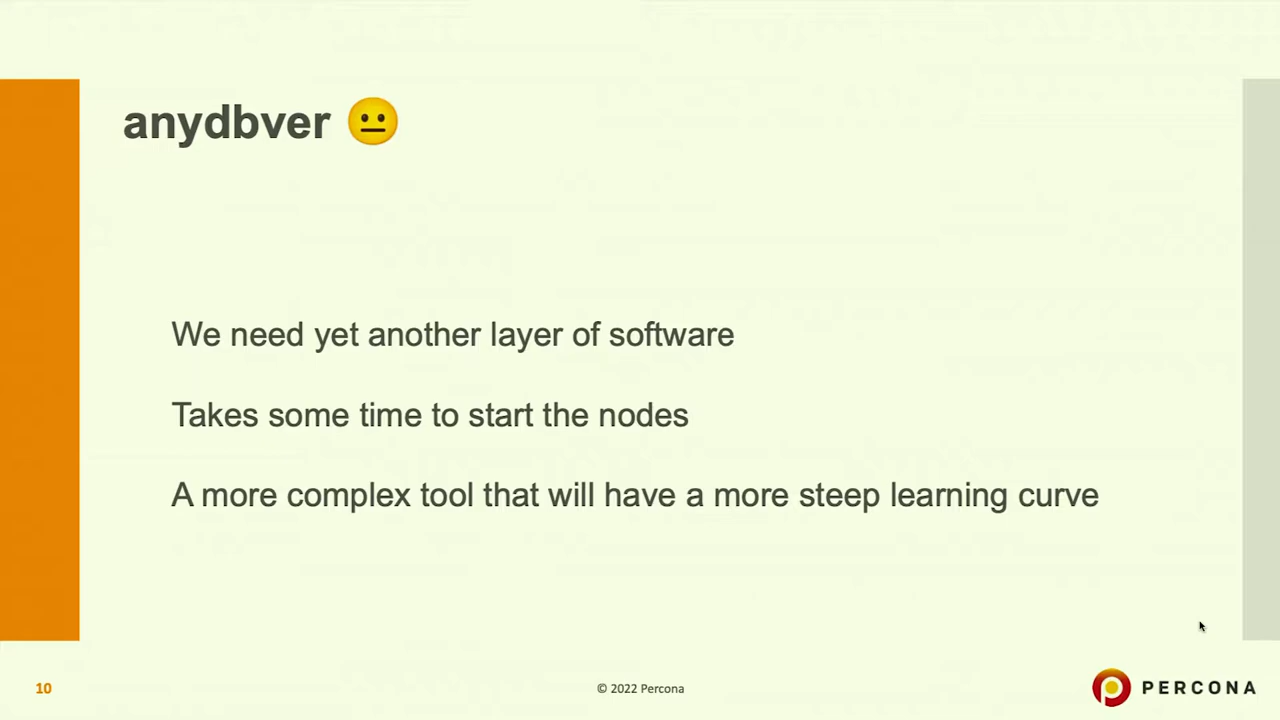 anydbver 😐
We need yet another layer of software
Takes some time to start the nodes
A more complex tool that will have a more steep learning curve
10
© 2022 Percona
PERCONA